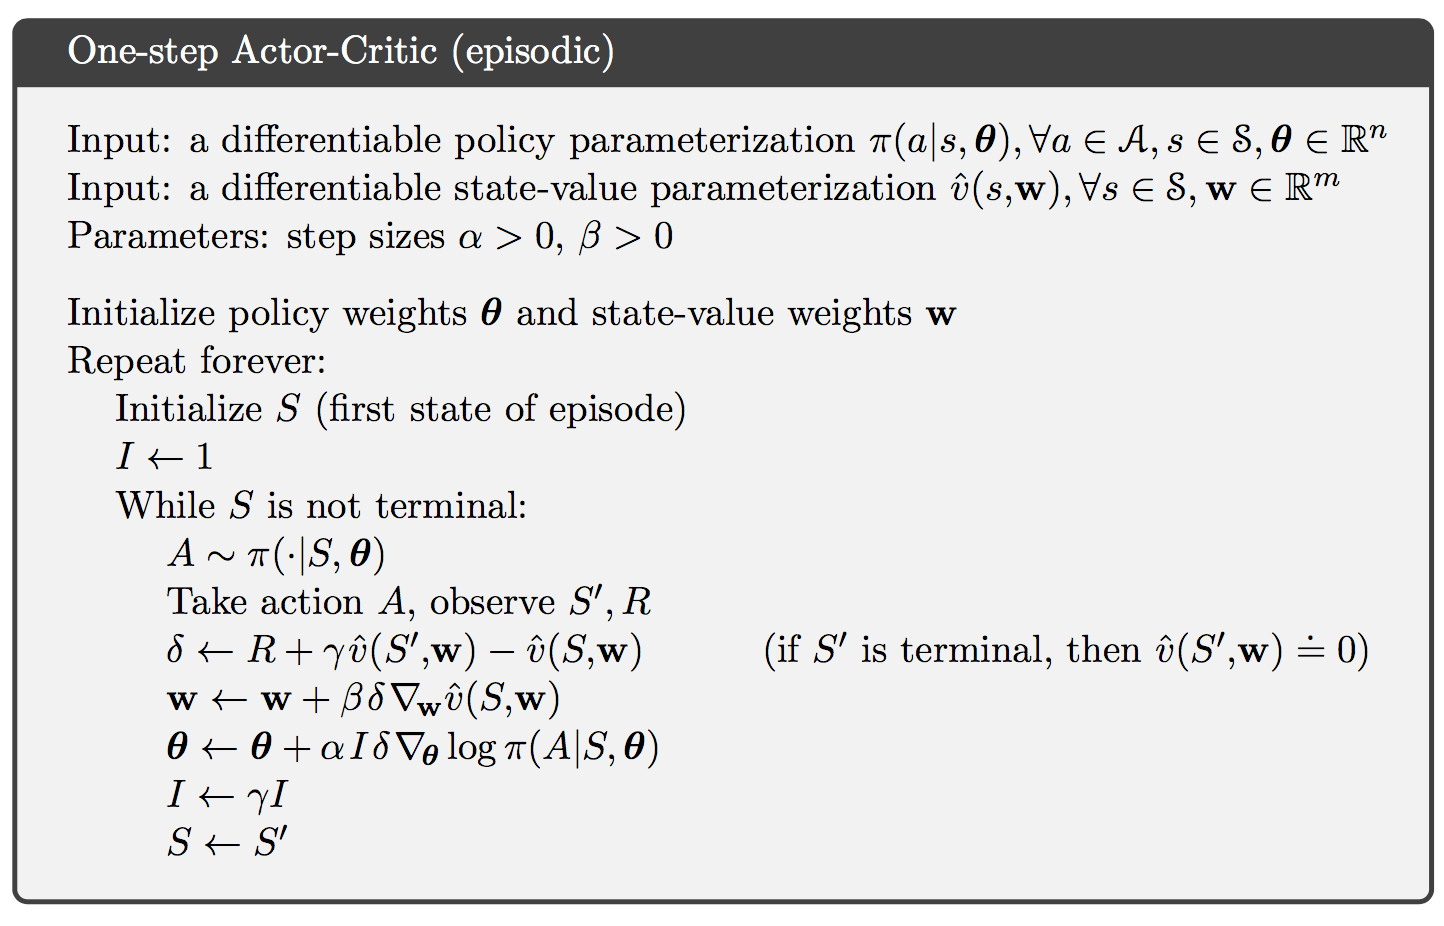 One-step Actor-Critic (episodic)
Input: a differentiable policy parameterization π(a|s, θ), ∀a ∈ 𝒜, s ∈ 𝒮, θ ∈ ℝⁿ
Input: a differentiable state-value parameterization v̂(s,w), ∀s ∈ 𝒮, w ∈ ℝᵐ
Parameters: step sizes α > 0, β > 0
Initialize policy weights θ and state-value weights w
Repeat forever:
Initialize S (first state of episode)
I ← 1
While S is not terminal:
A ∼ π(·|S, θ)
Take action A, observe S′, R
δ ← R + γv̂(S′,w) − v̂(S,w) (if S′ is terminal, then v̂(S′,w) ≐ 0)
w ← w + βδ∇_w v̂(S,w)
θ ← θ + αIδ∇_θ log π(A|S, θ)
I ← γI
S ← S′